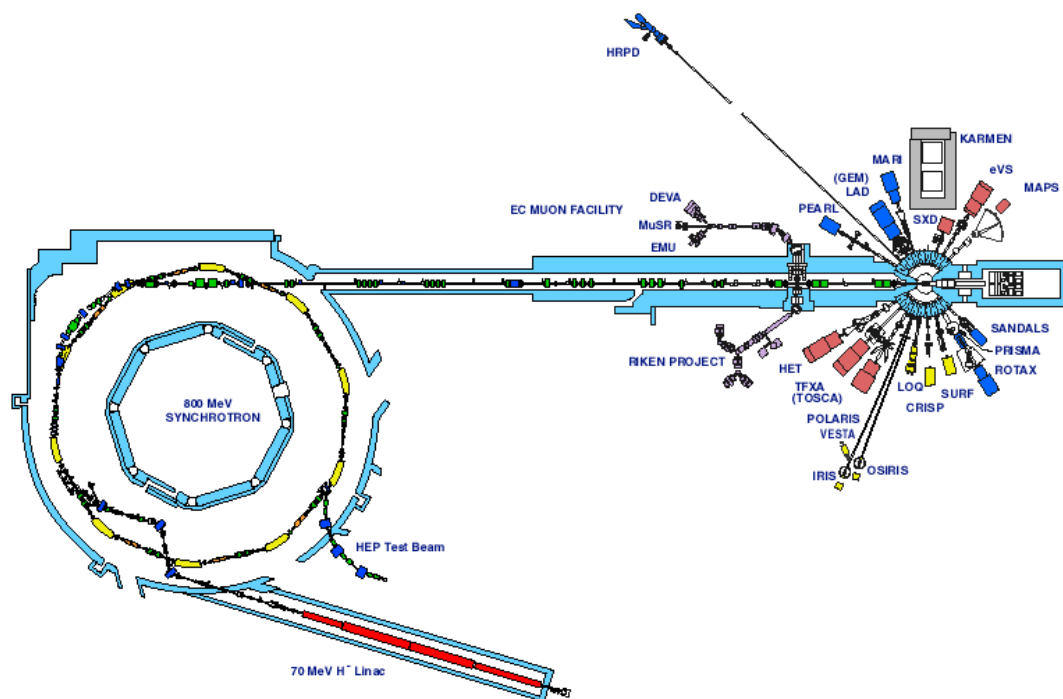 HRPD
KARMEN
MARI
eVS
(GEM)
LAD
MAPS
DEVA
EC MUON FACILITY
PEARL
SXD
MuSR
EMU
SANDALS
PRISMA
RIKEN PROJECT
HET
ROTAX
TFXA
(TOSCA)
LOQ
SURF
CRISP
800 MeV
SYNCHROTRON
POLARIS
VESTA
IRIS
OSIRIS
HEP Test Beam
70 MeV H⁻ Linac